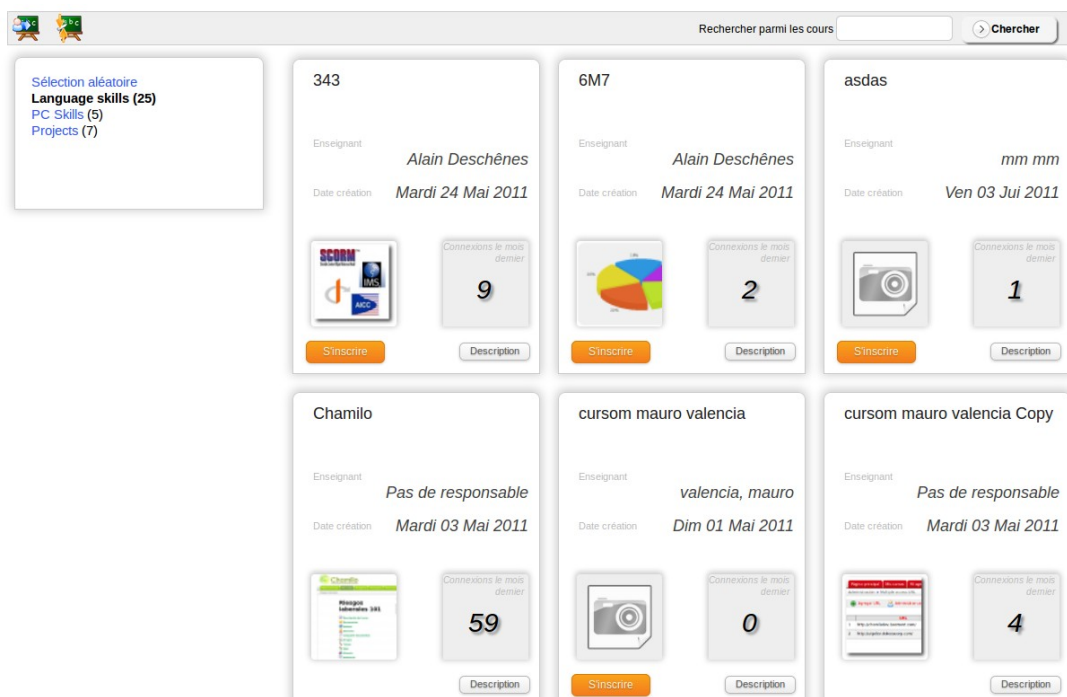 Rechercher parmi les cours
Chercher
Sélection aléatoire
Language skills (25)
PC Skills (5)
Projects (7)
343
Enseignant
Alain Deschênes
Date création
Mardi 24 Mai 2011
SCORM
IMS
AICC
Connexions le mois
dernier
9
S'inscrire
Description
6M7
Enseignant
Alain Deschênes
Date création
Mardi 24 Mai 2011
Connexions le mois
dernier
2
S'inscrire
Description
asdas
Enseignant
mm mm
Date création
Ven 03 Jui 2011
Connexions le mois
dernier
1
S'inscrire
Description
Chamilo
Enseignant
Pas de responsable
Date création
Mardi 03 Mai 2011
Chamilo
Riesgos
laborales 101
Connexions le mois
dernier
59
Description
cursom mauro valencia
Enseignant
valencia, mauro
Date création
Dim 01 Mai 2011
Connexions le mois
dernier
0
S'inscrire
Description
cursom mauro valencia Copy
Enseignant
Pas de responsable
Date création
Mardi 03 Mai 2011
Connexions le mois
dernier
4
Description